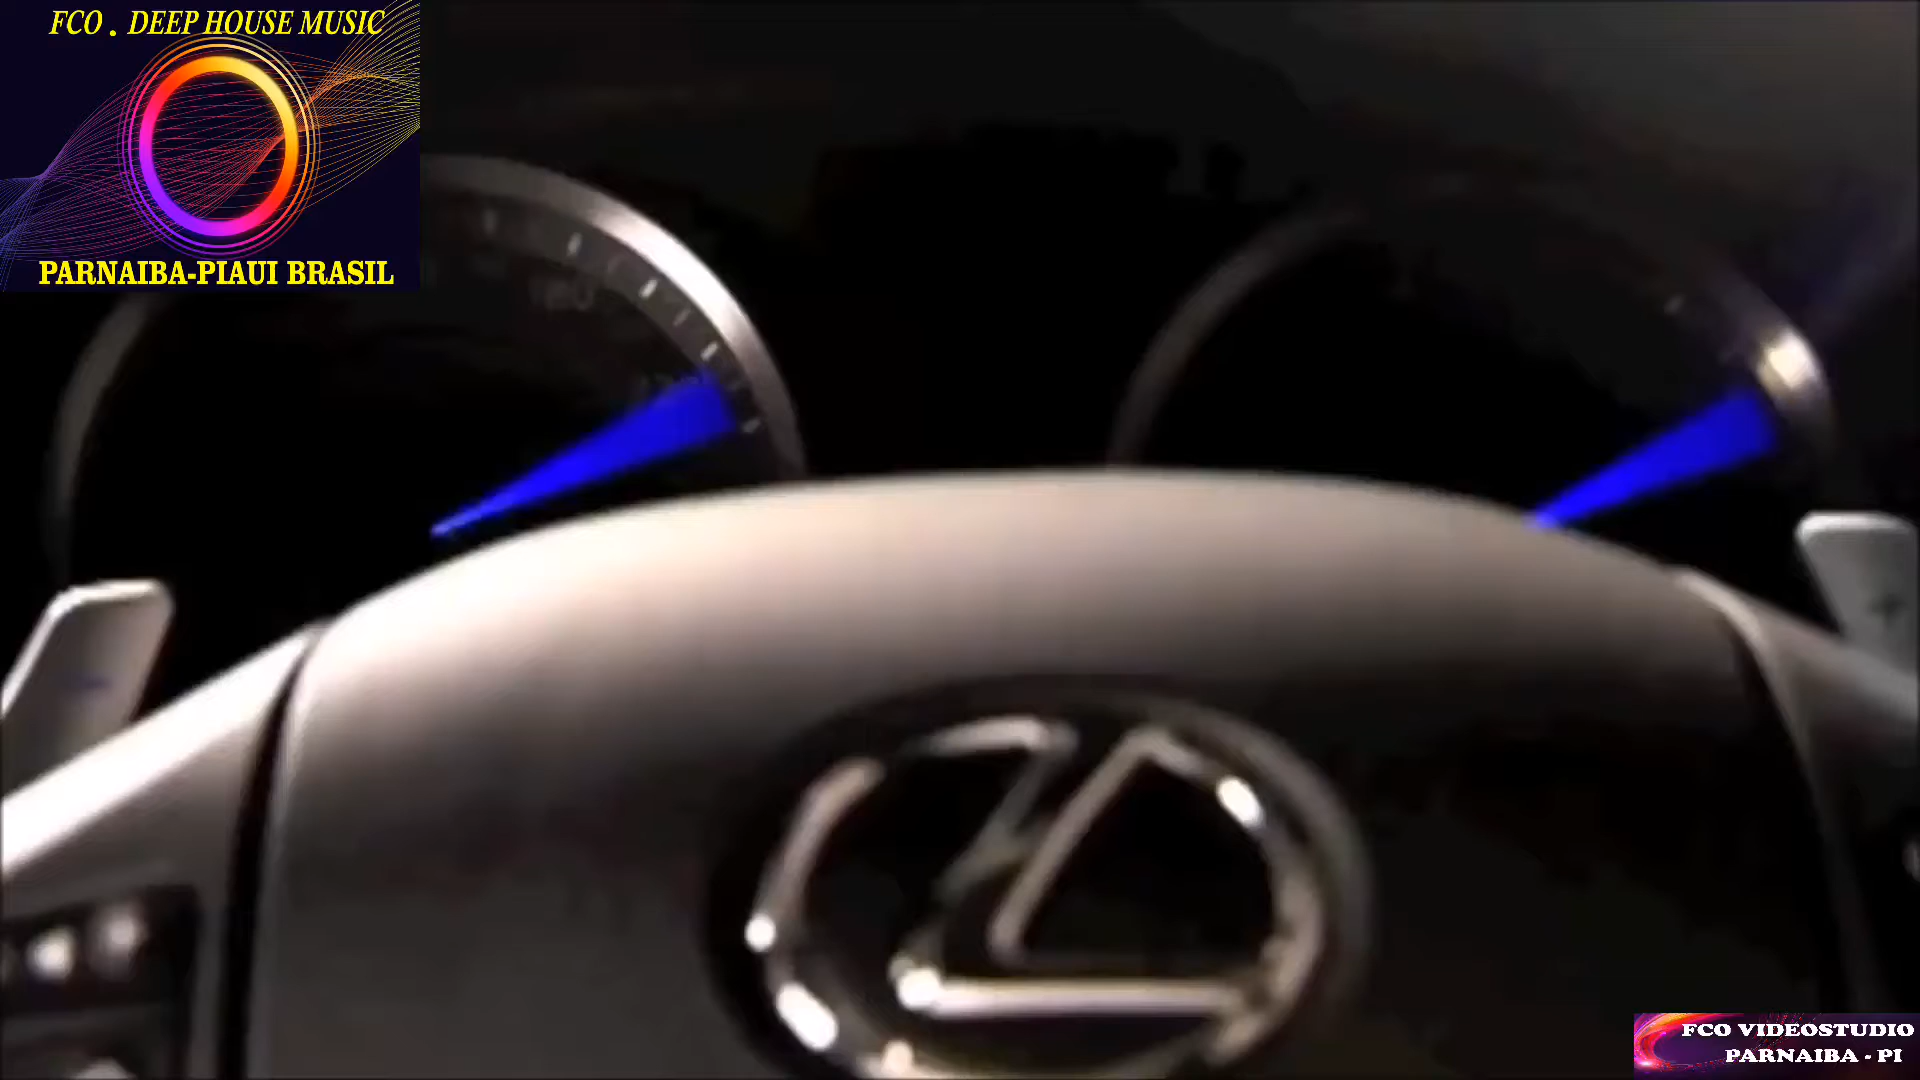 FCO . DEEP HOUSE MUSIC
PARNAIBA-PIAUI BRASIL
FCO VIDEOSTUDIO
PARNAIBA - PI